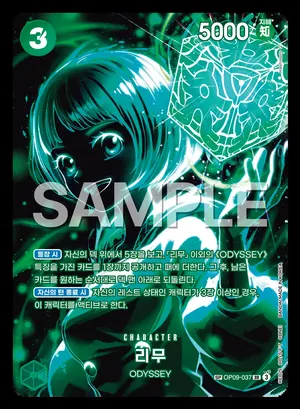 3
5000
지혜
知
SAMPLE
등장 시 자신의 덱 위에서 5장을 보고, 「리무」 이외의 《ODYSSEY》
특징을 가진 카드를 1장까지 공개하고 패에 더한다. 그 후, 남은
카드를 원하는 순서대로 덱 맨 아래로 되돌린다.
자신의 턴 종료 시 자신의 레스트 상태인 캐릭터가 3장 이상인 경우,
이 캐릭터를 액티브로 한다.
CHARACTER
리무
ODYSSEY
SP OP09-037 3